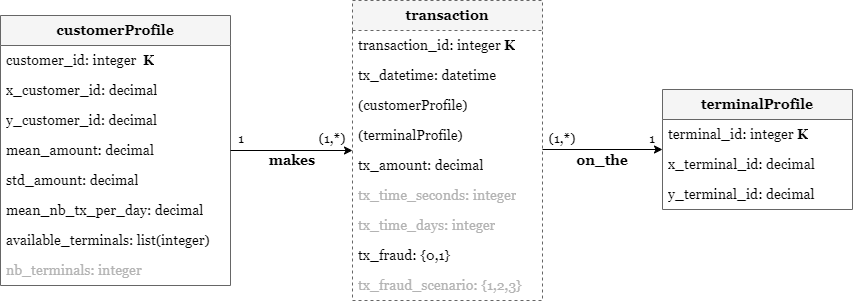 customerProfile
customer_id: integer K
x_customer_id: decimal
y_customer_id: decimal
mean_amount: decimal
std_amount: decimal
mean_nb_tx_per_day: decimal
available_terminals: list(integer)
nb_terminals: integer
1
(1,*)
makes
transaction
transaction_id: integer K
tx_datetime: datetime
(customerProfile)
(terminalProfile)
tx_amount: decimal
tx_time_seconds: integer
tx_time_days: integer
tx_fraud: {0,1}
tx_fraud_scenario: {1,2,3}
(1,*)
1
on_the
terminalProfile
terminal_id: integer K
x_terminal_id: decimal
y_terminal_id: decimal